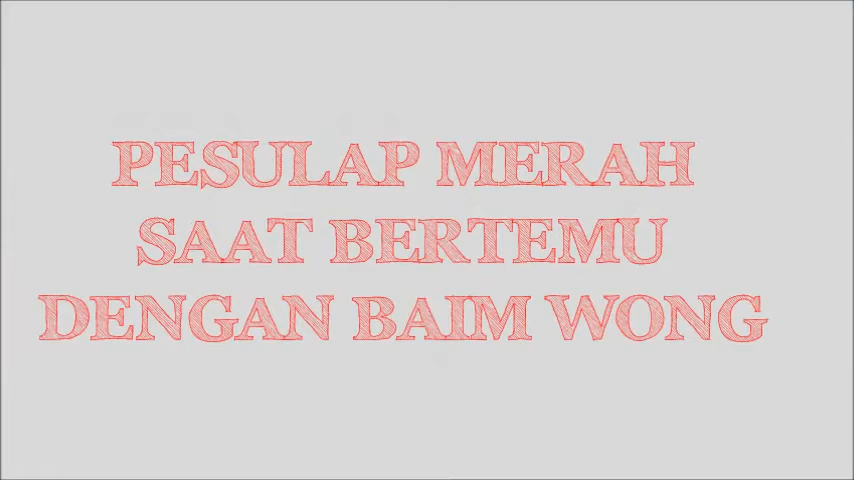 PESULAP MERAH
SAAT BERTEMU
DENGAN BAIM WONG